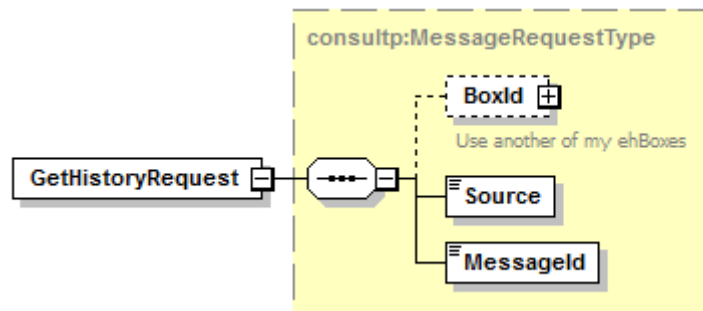 consultp:MessageRequestType
BoxId
Use another of my ehBoxes
GetHistoryRequest
Source
MessageId